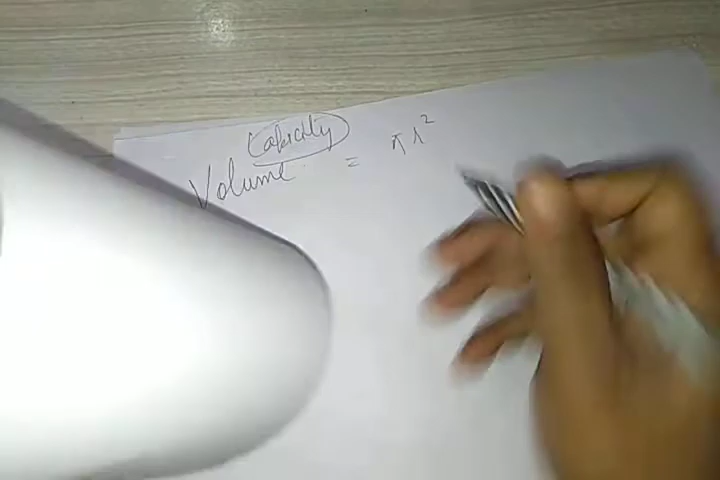 Capacity
Volume = πr²